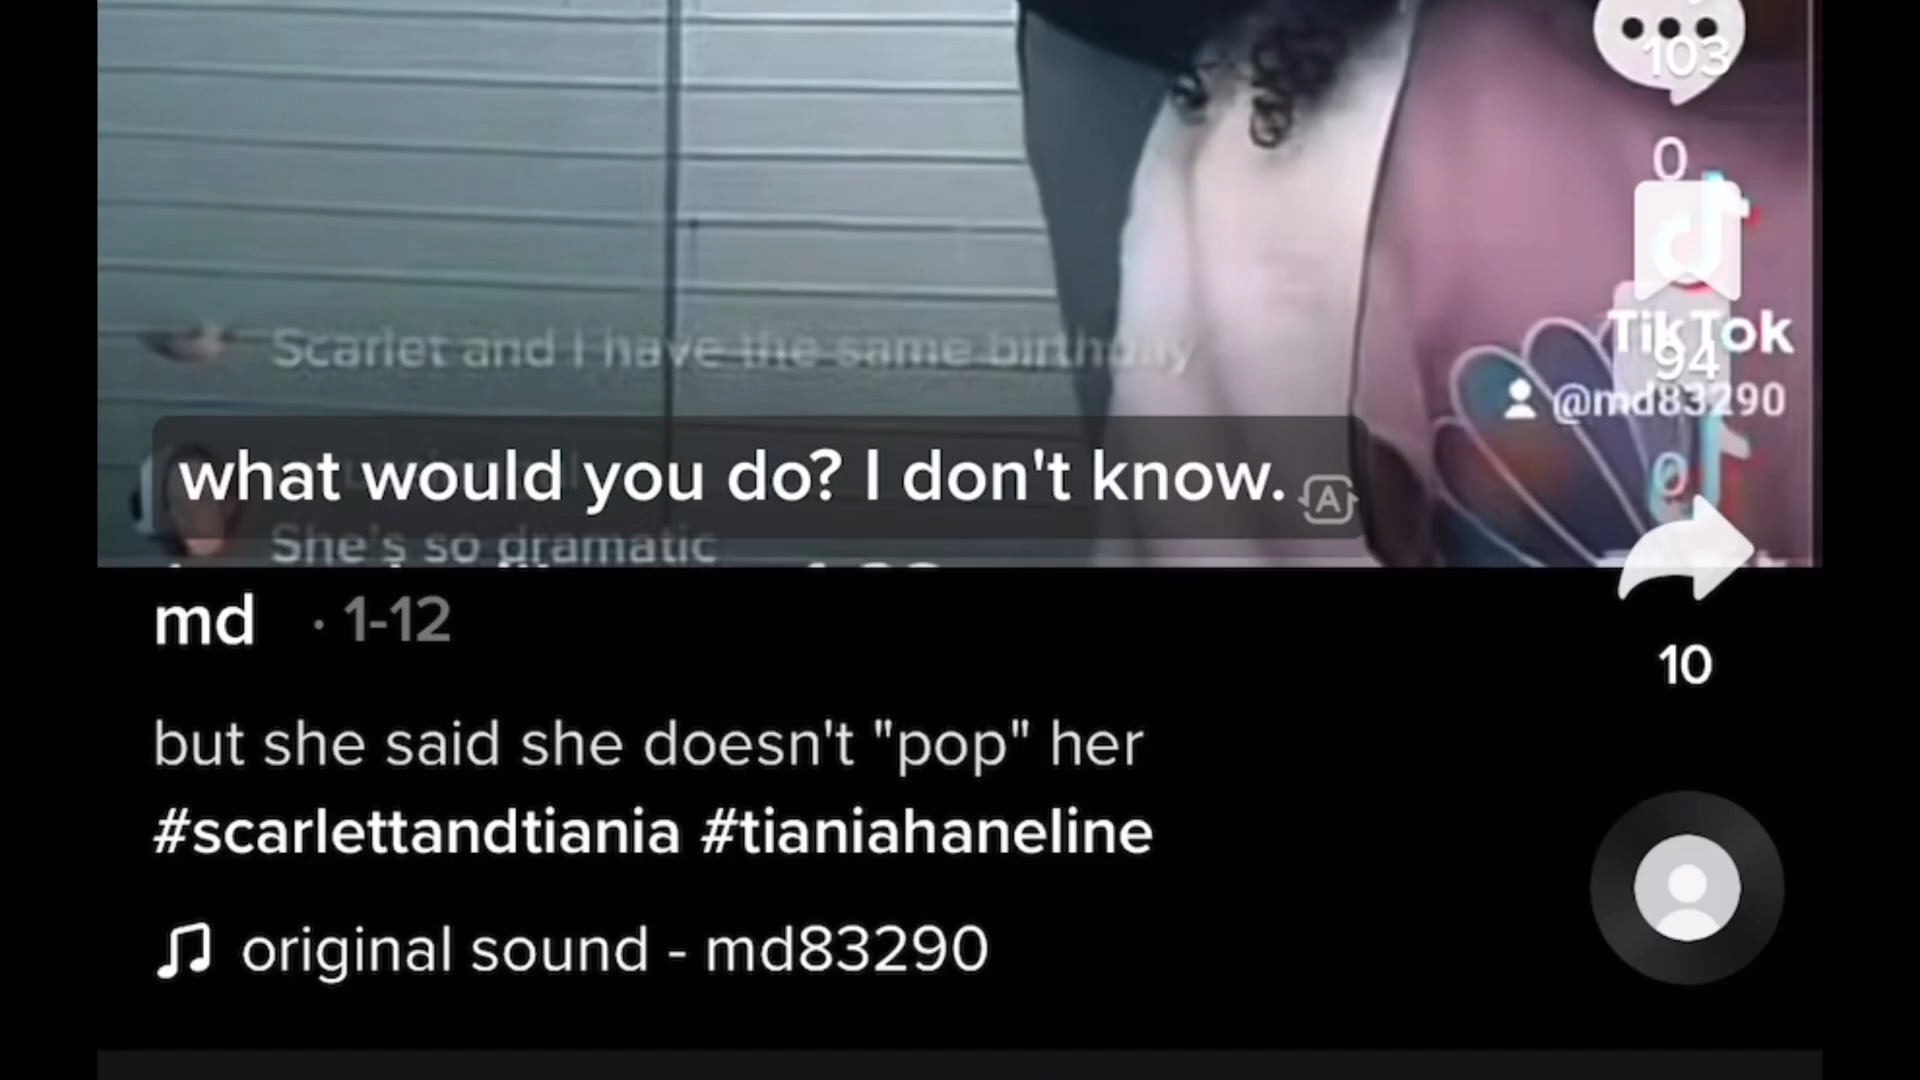 103
0
TikTok
94
@md83290
0
Scarlet and I have the same birthday
what would you do? I don't know.
A
She's so dramatic
md · 1-12
10
but she said she doesn't "pop" her
#scarlettandtiania #tianiahaneline
original sound - md83290